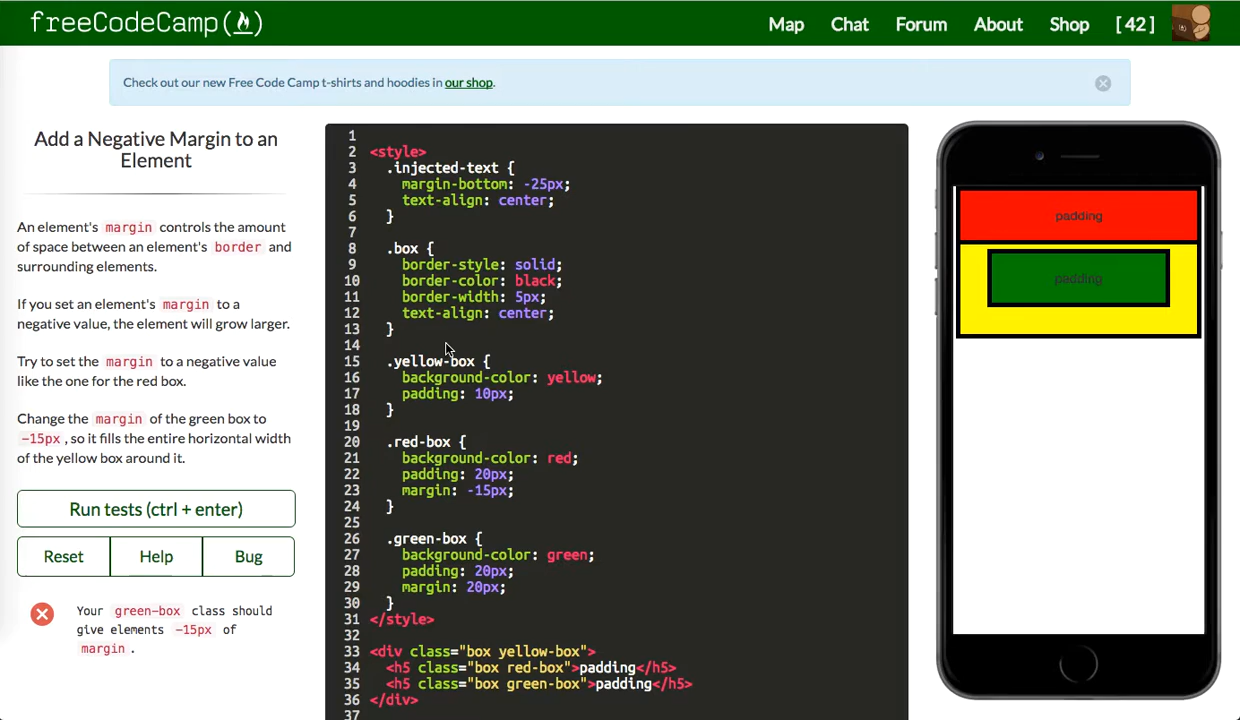 freeCodeCamp(🔥)
Map Chat Forum About Shop [ 42 ]
Check out our new Free Code Camp t-shirts and hoodies in our shop.
Add a Negative Margin to an
Element
An element's margin controls the amount
of space between an element's border and
surrounding elements.
If you set an element's margin to a
negative value, the element will grow larger.
Try to set the margin to a negative value
like the one for the red box.
Change the margin of the green box to
-15px , so it fills the entire horizontal width
of the yellow box around it.
Run tests (ctrl + enter)
Reset Help Bug
Your green-box class should
give elements -15px of
margin .
1
2 <style>
3 .injected-text {
4 margin-bottom: -25px;
5 text-align: center;
6 }
7
8 .box {
9 border-style: solid;
10 border-color: black;
11 border-width: 5px;
12 text-align: center;
13 }
14
15 .yellow-box {
16 background-color: yellow;
17 padding: 10px;
18 }
19
20 .red-box {
21 background-color: red;
22 padding: 20px;
23 margin: -15px;
24 }
25
26 .green-box {
27 background-color: green;
28 padding: 20px;
29 margin: 20px;
30 }
31 </style>
32
33 <div class="box yellow-box">
34 <h5 class="box red-box">padding</h5>
35 <h5 class="box green-box">padding</h5>
36 </div>
37
padding
padding